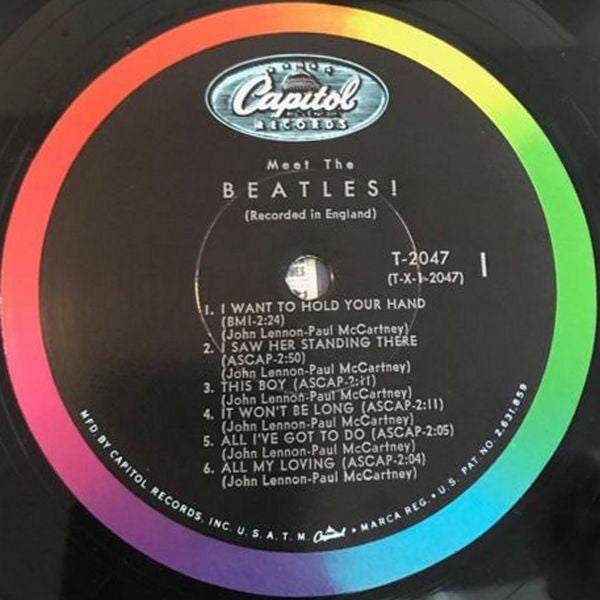 Capitol
RECORDS
Meet The
BEATLES!
(Recorded in England)
T-2047
(T-X-1-2047)
1
1. I WANT TO HOLD YOUR HAND
(BMI-2:24)
(John Lennon-Paul McCartney)
2. I SAW HER STANDING THERE
(ASCAP-2:50)
(John Lennon-Paul McCartney)
3. THIS BOY (ASCAP-2:11)
(John Lennon-Paul McCartney)
4. IT WON'T BE LONG (ASCAP-2:11)
(John Lennon-Paul McCartney)
5. ALL I'VE GOT TO DO (ASCAP-2:05)
(John Lennon-Paul McCartney)
6. ALL MY LOVING (ASCAP-2:04)
(John Lennon-Paul McCartney)
MFD. BY CAPITOL RECORDS, INC. U.S.A. T.M. Capitol • MARCA REG. • U.S. PAT. NO. 2,631,859